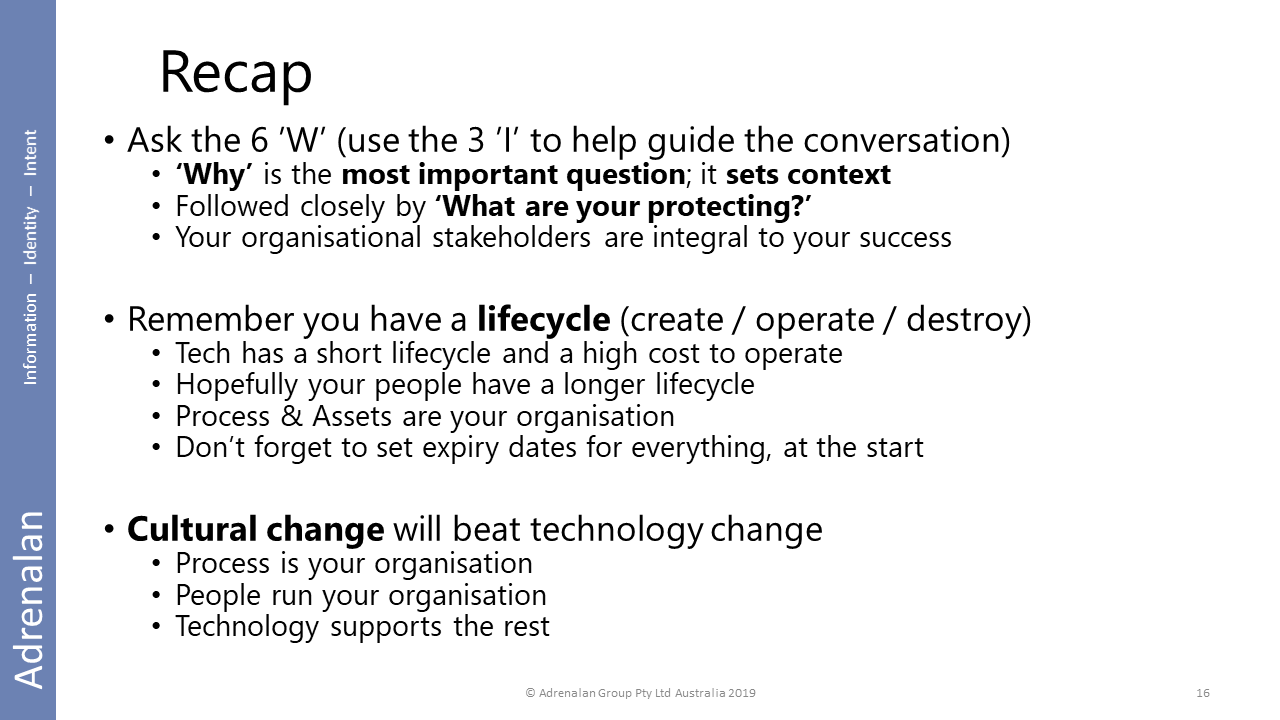 Recap
• Ask the 6 ’W’ (use the 3 ’I’ to help guide the conversation)
• ‘Why’ is the most important question; it sets context
• Followed closely by ‘What are your protecting?’
• Your organisational stakeholders are integral to your success
• Remember you have a lifecycle (create / operate / destroy)
• Tech has a short lifecycle and a high cost to operate
• Hopefully your people have a longer lifecycle
• Process & Assets are your organisation
• Don’t forget to set expiry dates for everything, at the start
• Cultural change will beat technology change
• Process is your organisation
• People run your organisation
• Technology supports the rest
Information – Identity – Intent
Adrenalan
© Adrenalan Group Pty Ltd Australia 2019
16